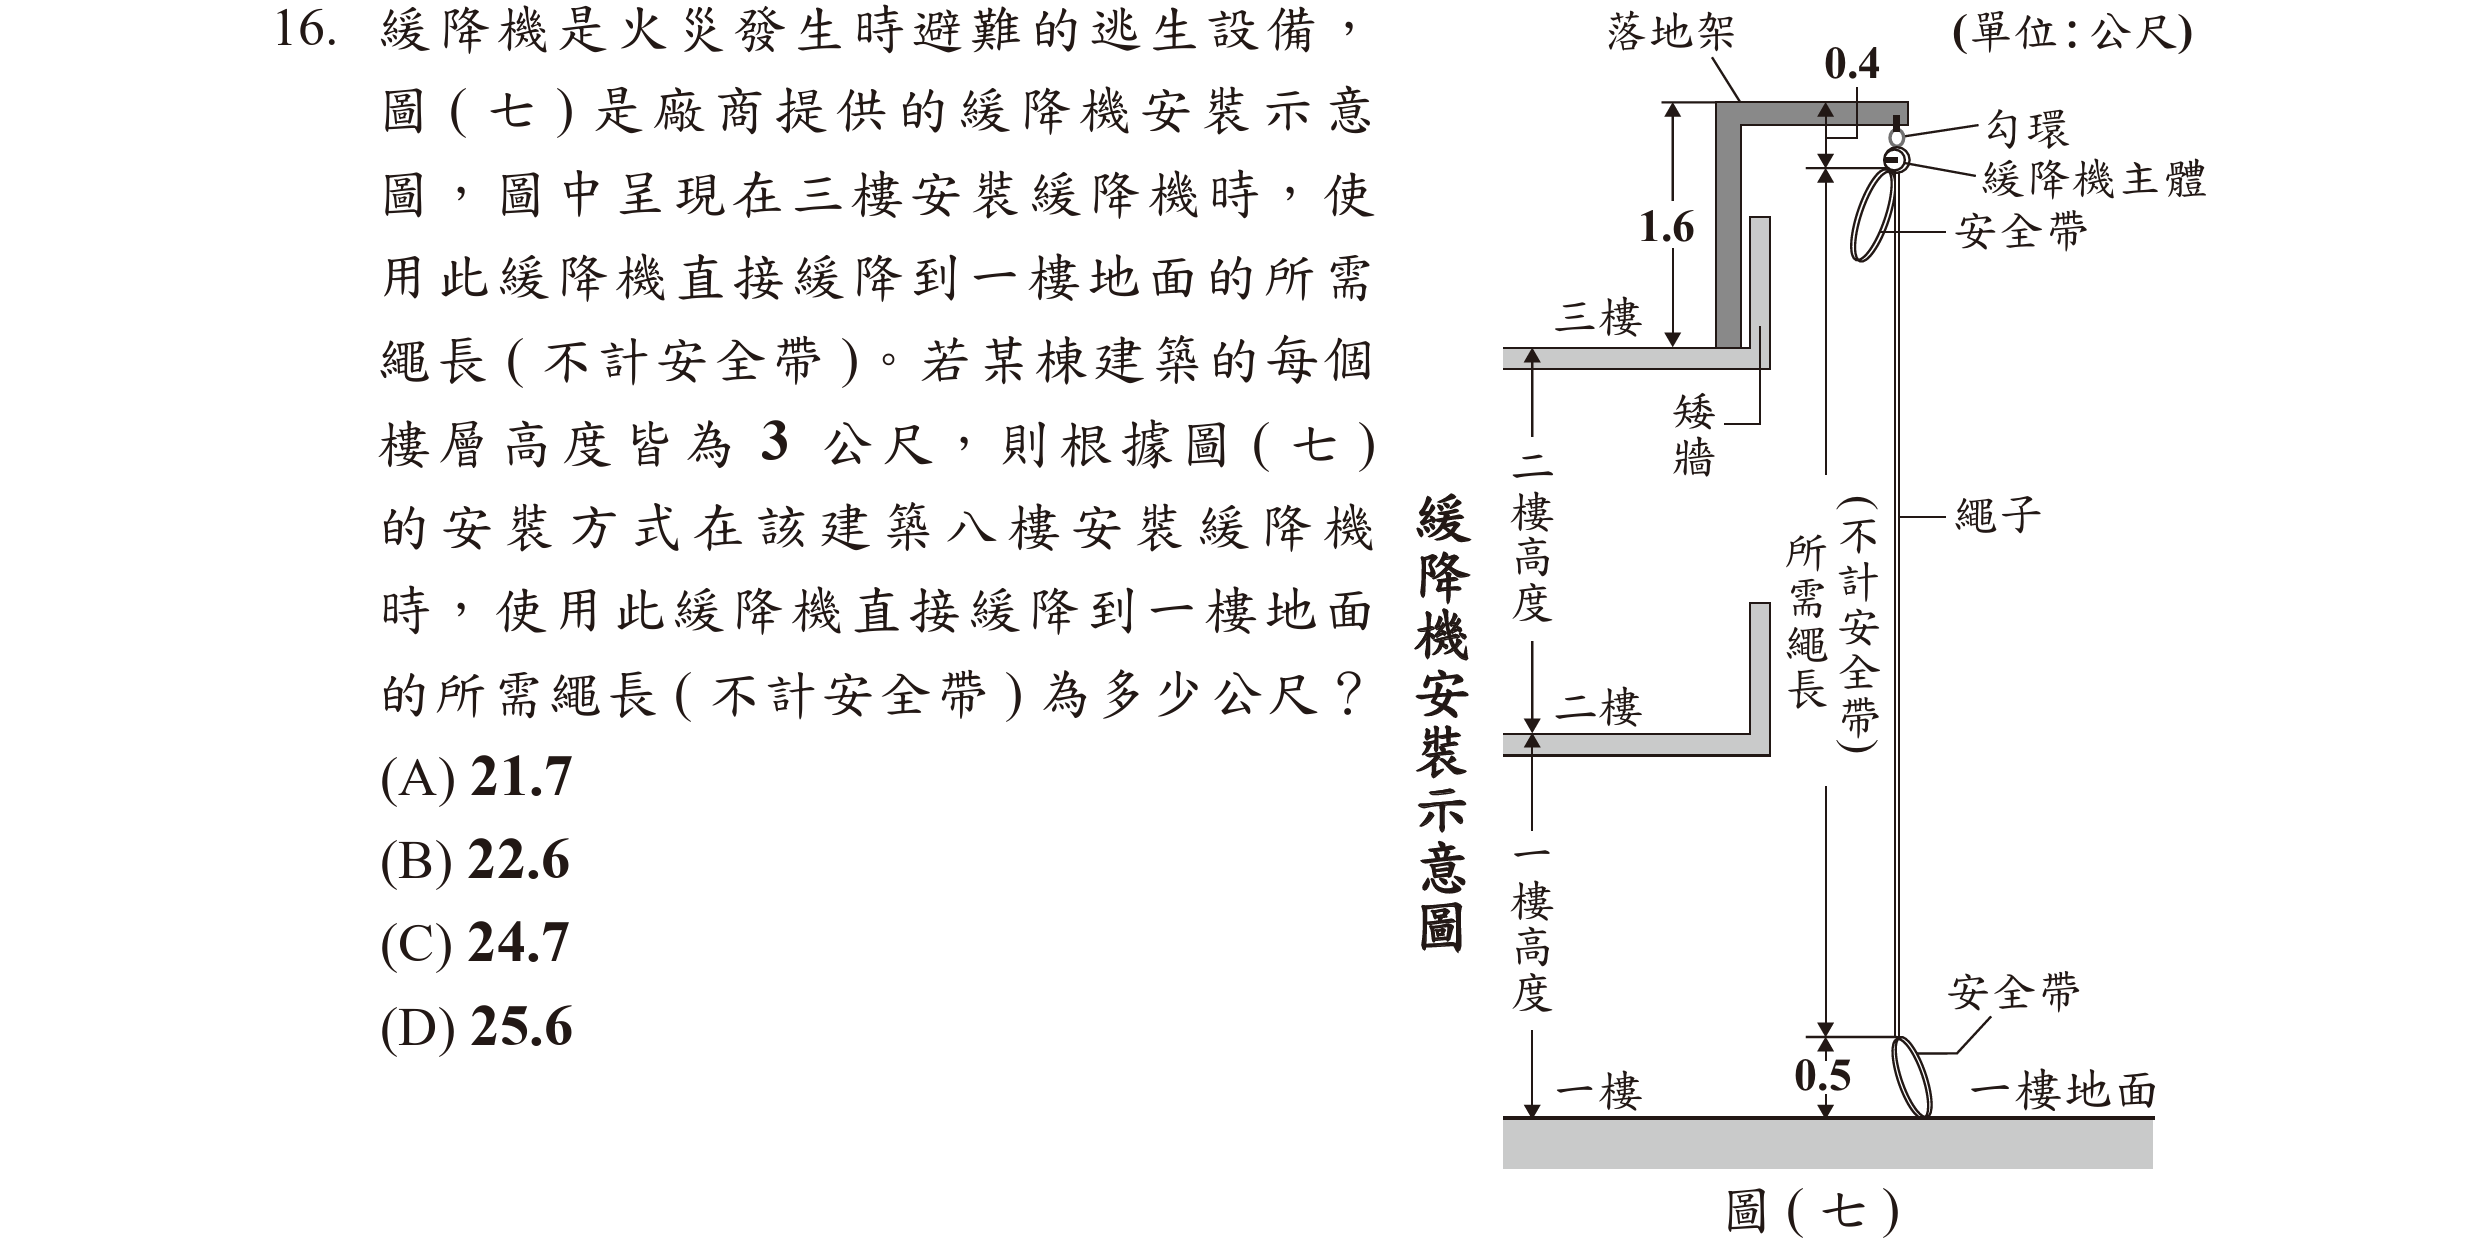 16. 緩降機是火災發生時避難的逃生設備，
圖(七)是廠商提供的緩降機安裝示意
圖，圖中呈現在三樓安裝緩降機時，使
用此緩降機直接緩降到一樓地面的所需
繩長(不計安全帶)。若某棟建築的每個
樓層高度皆為 3 公尺，則根據圖(七)
的安裝方式在該建築八樓安裝緩降機
時，使用此緩降機直接緩降到一樓地面
的所需繩長(不計安全帶)為多少公尺？
(A) 21.7
(B) 22.6
(C) 24.7
(D) 25.6
緩降機安裝示意圖
落地架
(單位：公尺)
0.4
勾環
緩降機主體
1.6
安全帶
三樓
矮牆
二樓高度
所需繩長
(不計安全帶)
繩子
二樓
一樓高度
安全帶
0.5
一樓
一樓地面
圖(七)